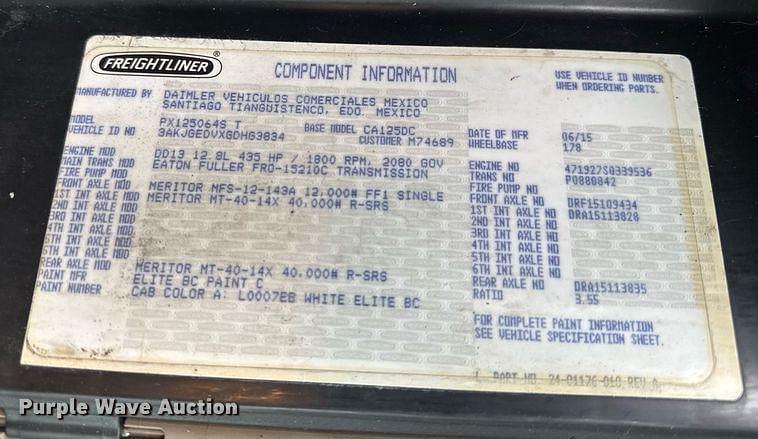 FREIGHTLINER®
COMPONENT INFORMATION
USE VEHICLE ID NUMBER
WHEN ORDERING PARTS.
MANUFACTURED BY DAIMLER VEHICULOS COMERCIALES MEXICO
SANTIAGO TIANGUISTENCO, EDO. MEXICO
MODEL PX125064S T BASE MODEL CA125DC DATE OF MFR 06/15
VEHICLE ID NO 3AKJGEDVXGDHG3834 CUSTOMER M74689 WHEELBASE 178
ENGINE MOD DD13 12.8L 435 HP / 1800 RPM, 2080 GOV ENGINE NO 471927S0339536
MAIN TRANS MOD EATON FULLER FRO-15210C TRANSMISSION TRANS NO P0880842
FIRE PUMP MOD FIRE PUMP NO
FRONT AXLE MOD MERITOR MFS-12-143A 12,000# FF1 SINGLE FRONT AXLE NO DRF15109434
1ST INT AXLE MOD MERITOR MT-40-14X 40,000# R-SRS 1ST INT AXLE NO DRA15113828
2ND INT AXLE MOD 2ND INT AXLE NO
3RD INT AXLE MOD 3RD INT AXLE NO
4TH INT AXLE MOD 4TH INT AXLE NO
5TH INT AXLE MOD 5TH INT AXLE NO
6TH INT AXLE MOD 6TH INT AXLE NO
REAR AXLE MOD MERITOR MT-40-14X 40,000# R-SRS REAR AXLE NO DRA15113835
PAINT MFR ELITE BC PAINT C RATIO 3.55
PAINT NUMBER CAB COLOR A: L0007EB WHITE ELITE BC
FOR COMPLETE PAINT INFORMATION
SEE VEHICLE SPECIFICATION SHEET.
PART NO. 24-01176-010 REV A
Purple Wave Auction